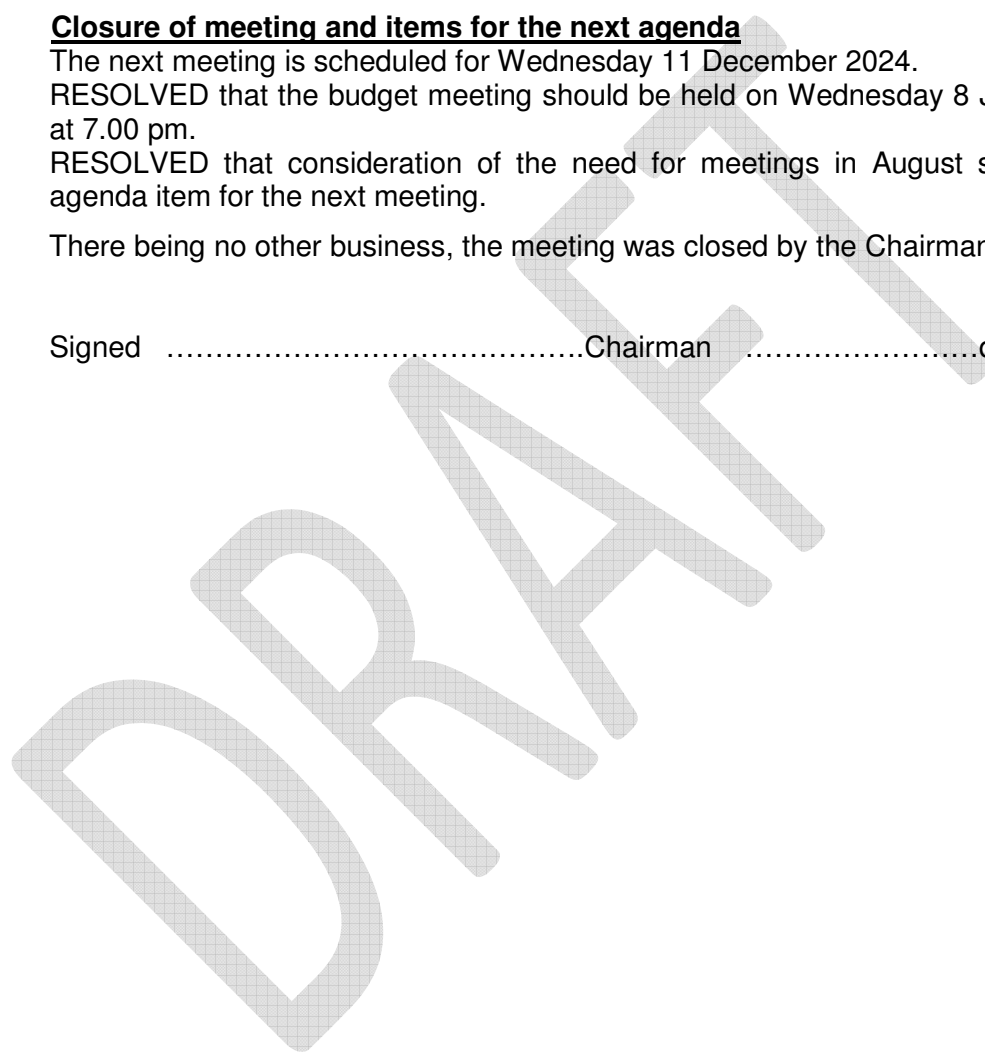 Closure of meeting and items for the next agenda
The next meeting is scheduled for Wednesday 11 December 2024.
RESOLVED that the budget meeting should be held on Wednesday 8
at 7.00 pm.
RESOLVED that consideration of the need for meetings in August
agenda item for the next meeting.
There being no other business, the meeting was closed by the Chairman
Signed …………………………………….Chairman …………………….
DRAFT